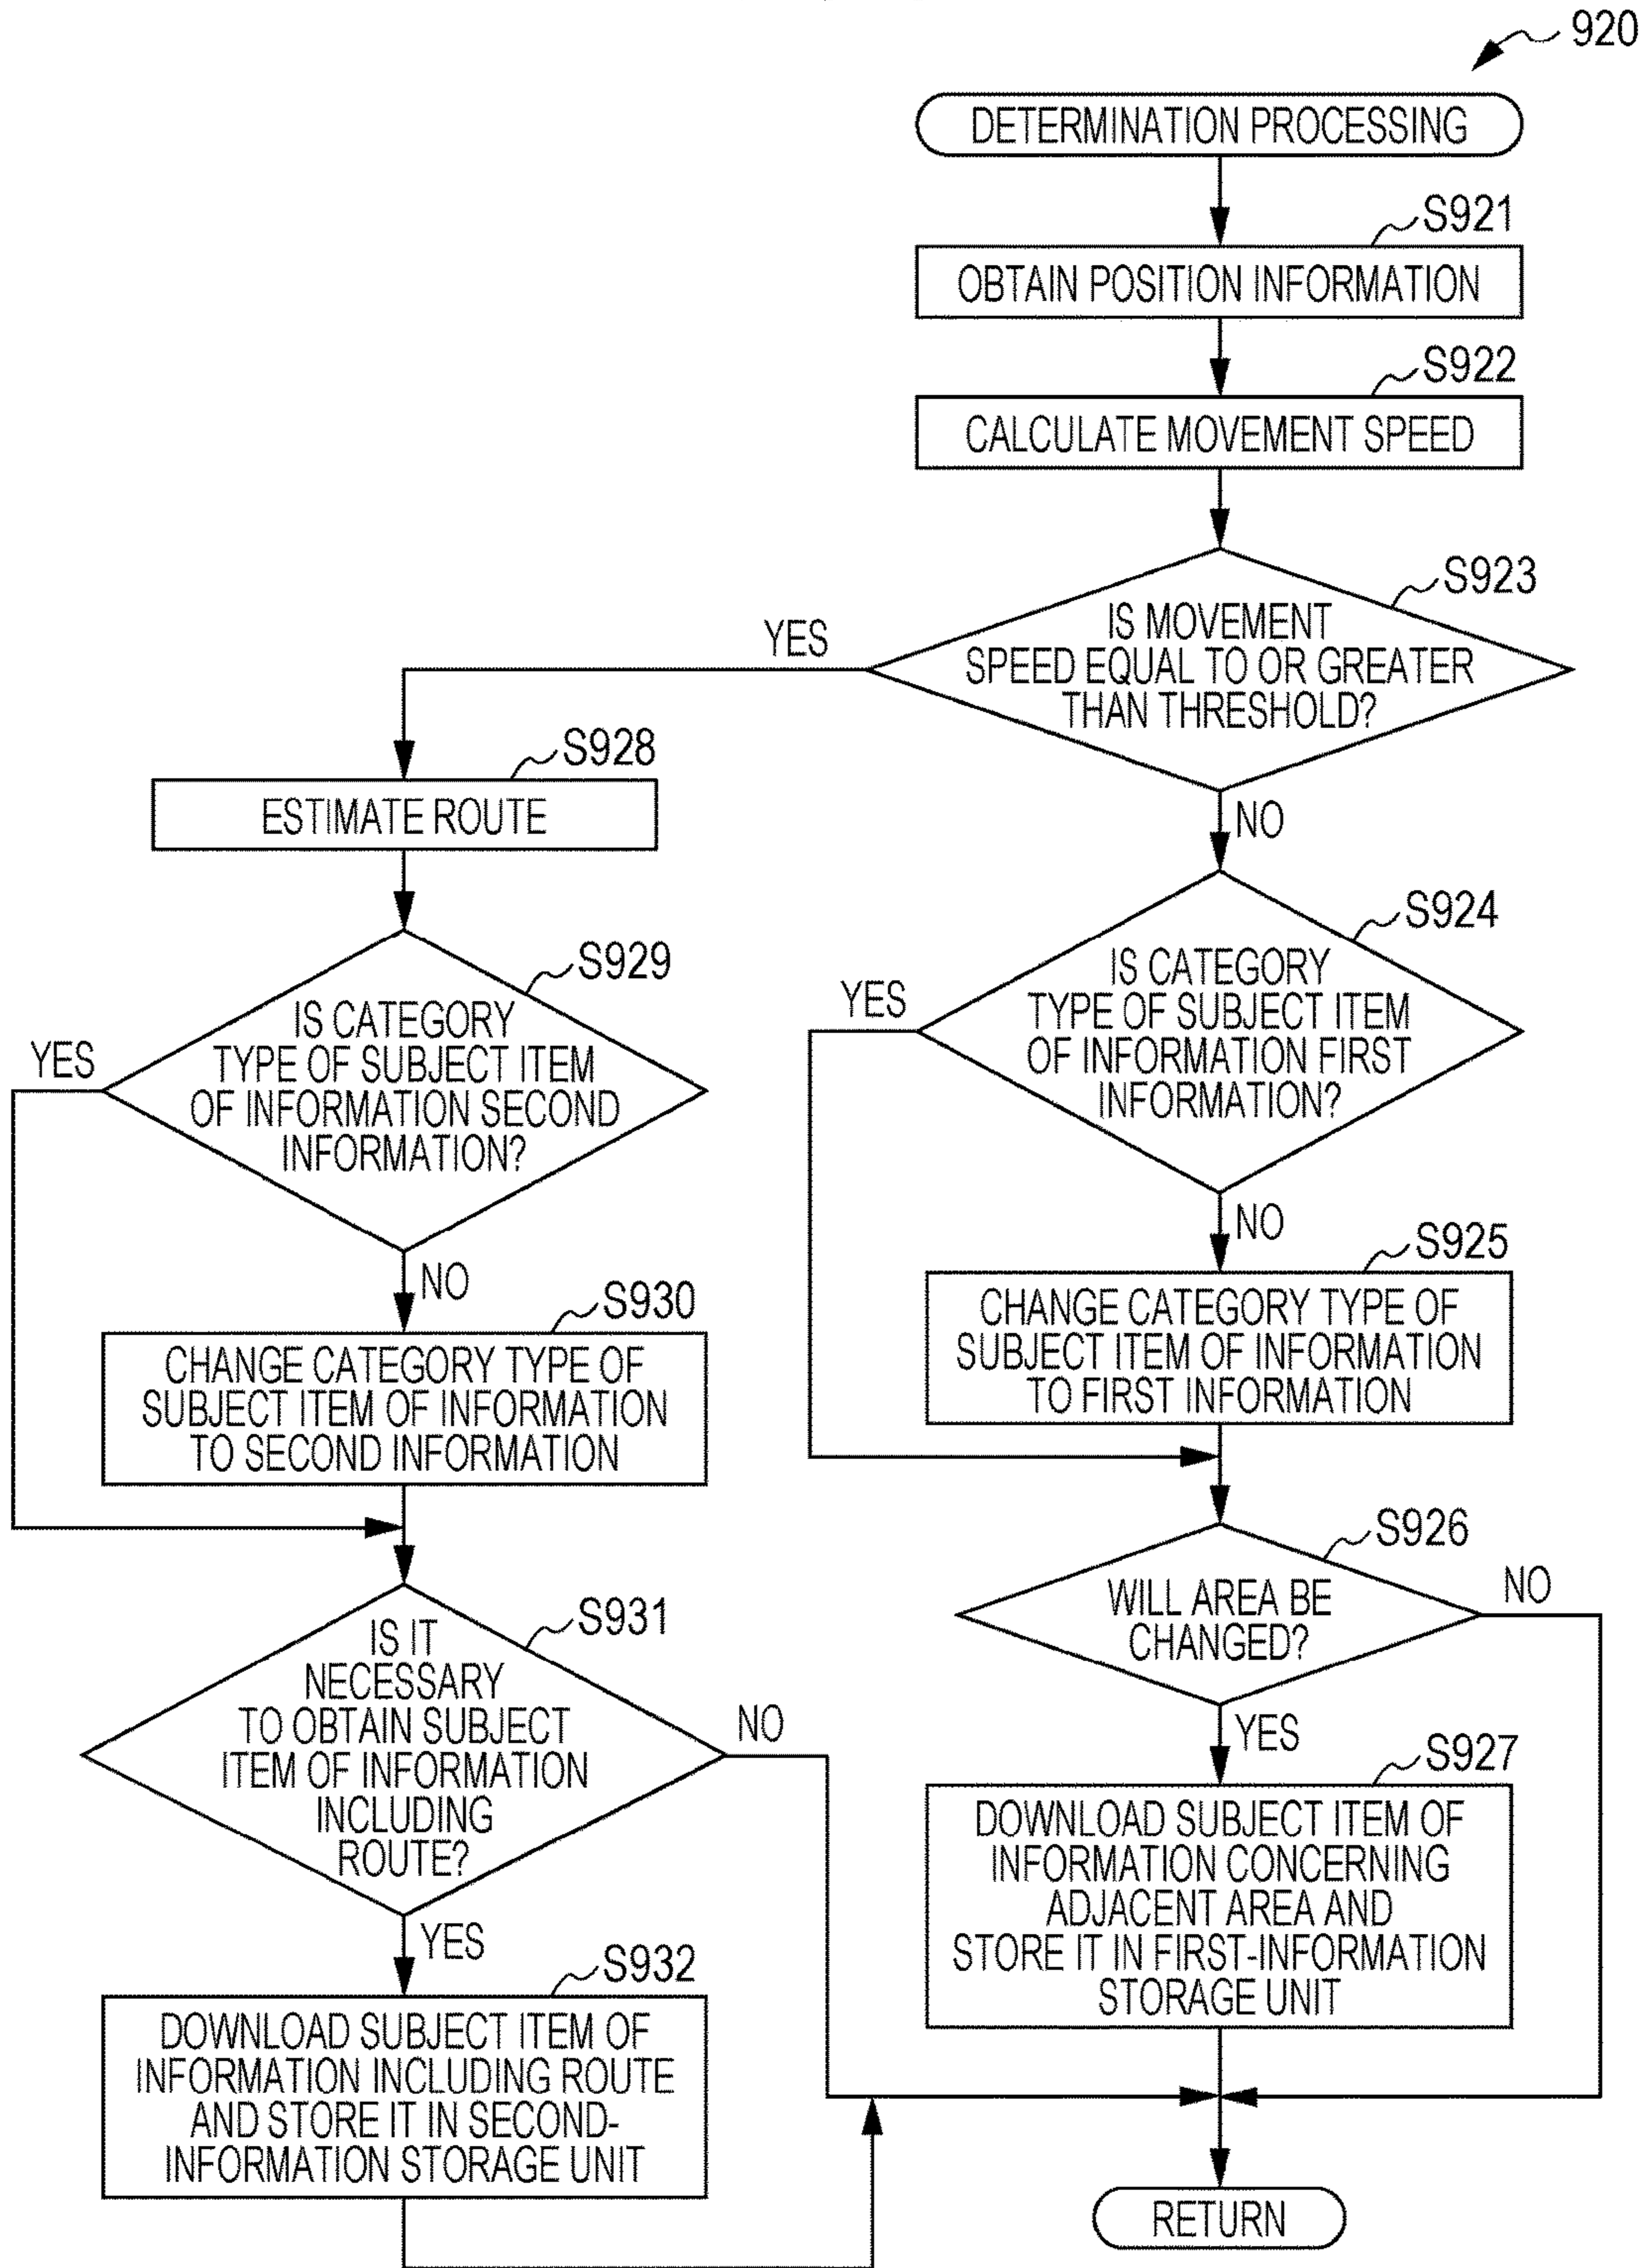 920
DETERMINATION PROCESSING
S921
OBTAIN POSITION INFORMATION
S922
CALCULATE MOVEMENT SPEED
S923
IS MOVEMENT
SPEED EQUAL TO OR GREATER
THAN THRESHOLD?
YES
NO
S928
ESTIMATE ROUTE
S929
IS CATEGORY
TYPE OF SUBJECT ITEM
OF INFORMATION SECOND
INFORMATION?
YES
NO
S930
CHANGE CATEGORY TYPE OF
SUBJECT ITEM OF INFORMATION
TO SECOND INFORMATION
S931
IS IT
NECESSARY
TO OBTAIN SUBJECT
ITEM OF INFORMATION
INCLUDING
ROUTE?
NO
YES
S932
DOWNLOAD SUBJECT ITEM OF
INFORMATION INCLUDING ROUTE
AND STORE IT IN SECOND-
INFORMATION STORAGE UNIT
S924
IS CATEGORY
TYPE OF SUBJECT ITEM
OF INFORMATION FIRST
INFORMATION?
YES
NO
S925
CHANGE CATEGORY TYPE OF
SUBJECT ITEM OF INFORMATION
TO FIRST INFORMATION
S926
WILL AREA BE
CHANGED?
NO
YES
S927
DOWNLOAD SUBJECT ITEM OF
INFORMATION CONCERNING
ADJACENT AREA AND
STORE IT IN FIRST-INFORMATION
STORAGE UNIT
RETURN